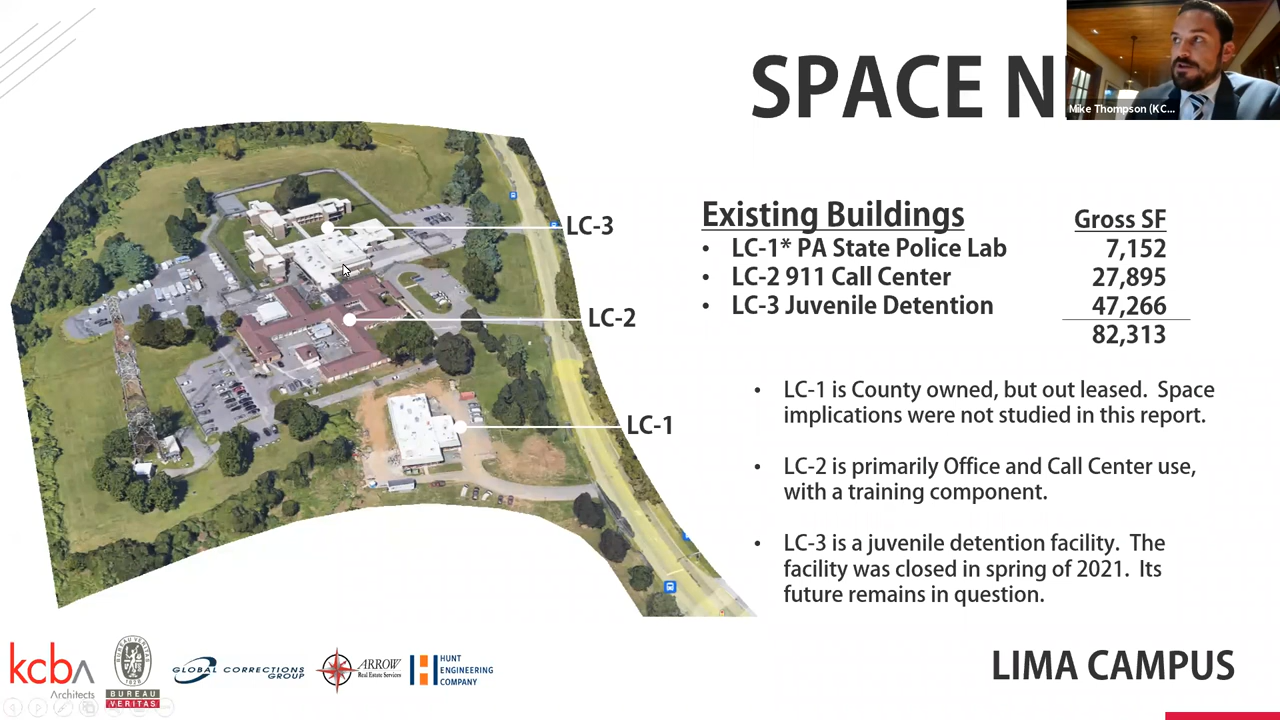 SPACE N
Mike Thompson (KC...
LC-3
LC-2
LC-1
Existing Buildings
Gross SF
• LC-1* PA State Police Lab 7,152
• LC-2 911 Call Center 27,895
• LC-3 Juvenile Detention 47,266
82,313
• LC-1 is County owned, but out leased. Space
implications were not studied in this report.
• LC-2 is primarily Office and Call Center use,
with a training component.
• LC-3 is a juvenile detention facility. The
facility was closed in spring of 2021. Its
future remains in question.
kcba
Architects
BUREAU VERITAS
1828
BUREAU
VERITAS
GLOBAL CORRECTIONS
GROUP
ARROW
Real Estate Services
HUNT
ENGINEERING
COMPANY
LIMA CAMPUS